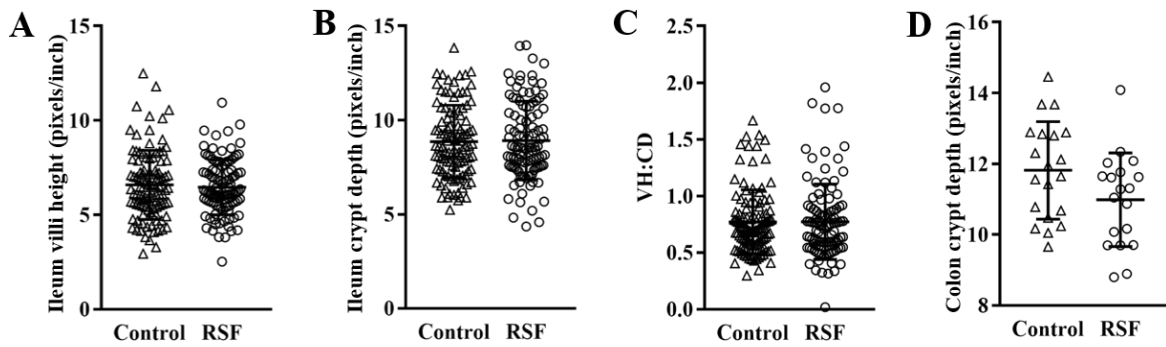 A
Ileum villi height (pixels/inch)
15
10
5
0
Control RSF
B
Ileum crypt depth (pixels/inch)
15
10
5
0
Control RSF
C
VH:CD
2.5
2.0
1.5
1.0
0.5
0.0
Control RSF
D
Colon crypt depth (pixels/inch)
16
14
12
10
8
Control RSF